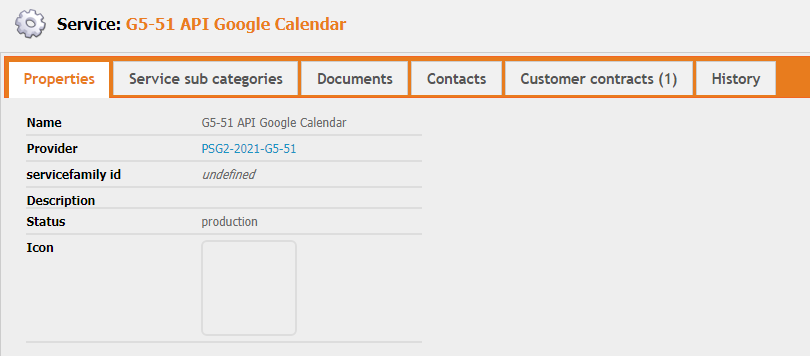 Service: G5-51 API Google Calendar
Properties Service sub categories Documents Contacts Customer contracts (1) History
Name G5-51 API Google Calendar
Provider PSG2-2021-G5-51
servicefamily id undefined
Description
Status production
Icon